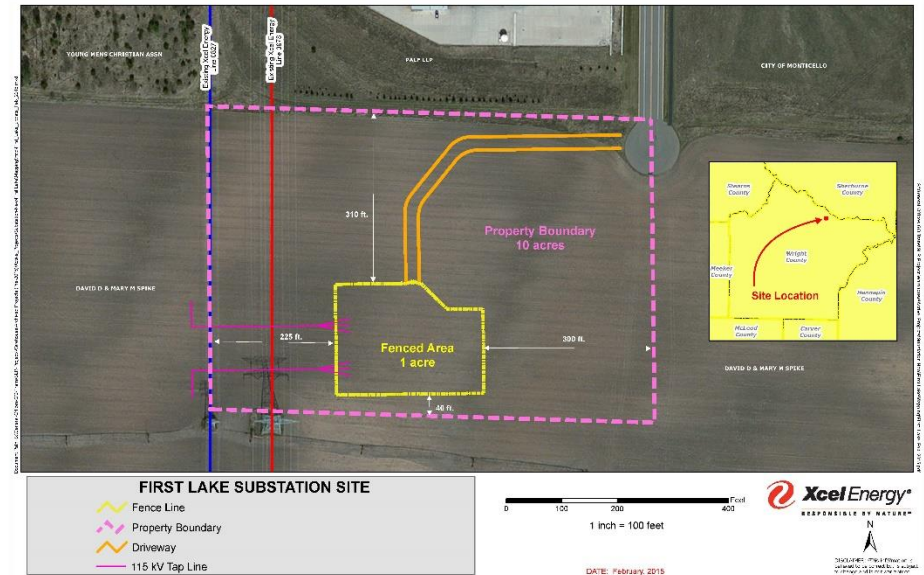 YOUNG MENS CHRISTIAN ASSN
Existing Xcel Energy
Line 0827
Existing Xcel Energy
PALP LLP
CITY OF MONTICELLO
310 ft.
Property Boundary
10 acres
DAVID D & MARY M SPIKE
225 ft.
Fenced Area
1 acre
300 ft.
46 ft.
Stearns
County
Sherburne
County
Wright
County
Meeker
County
Hennepin
County
Site Location
McLeod
County
Carver
County
DAVID D & MARY M SPIKE
FIRST LAKE SUBSTATION SITE
Fence Line
Property Boundary
Driveway
115 kV Tap Line
Feet
0 100 200 400
1 inch = 100 feet
DATE: February, 2015
Xcel Energy®
RESPONSIBLE BY NATURE™
N